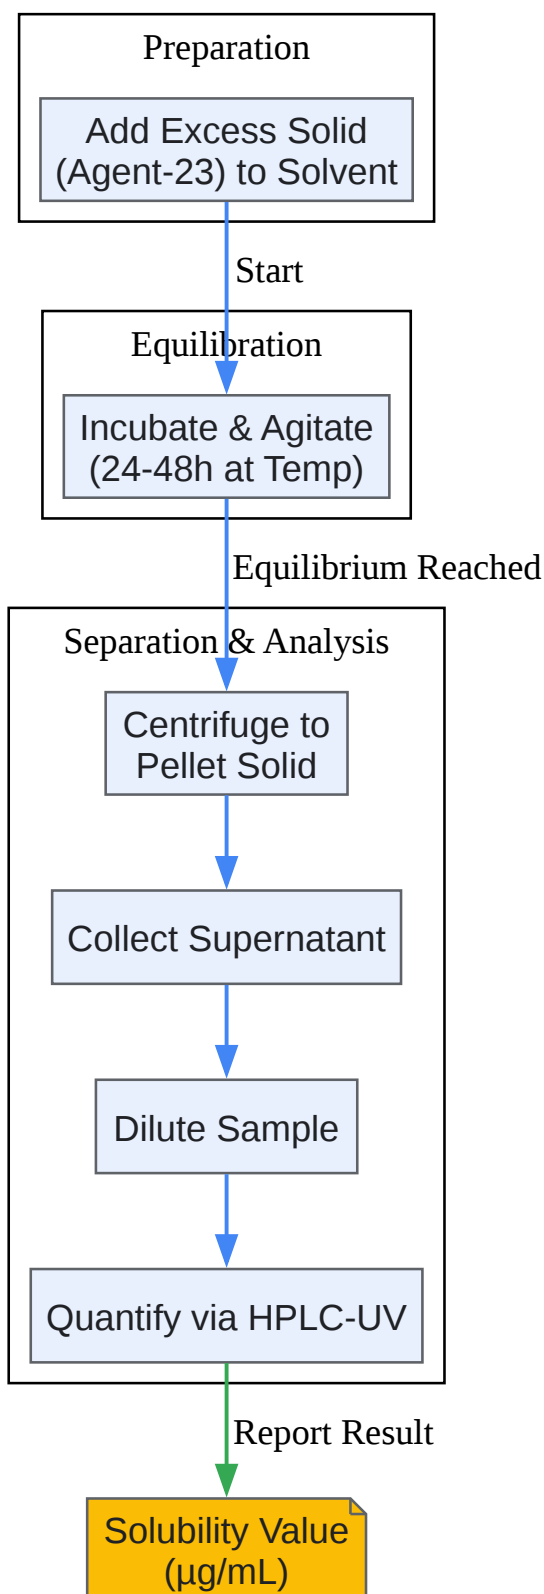 Preparation
Add Excess Solid
(Agent-23) to Solvent
Start
Equilibration
Incubate & Agitate
(24-48h at Temp)
Equilibrium Reached
Separation & Analysis
Centrifuge to
Pellet Solid
Collect Supernatant
Dilute Sample
Quantify via HPLC-UV
Report Result
Solubility Value
(µg/mL)